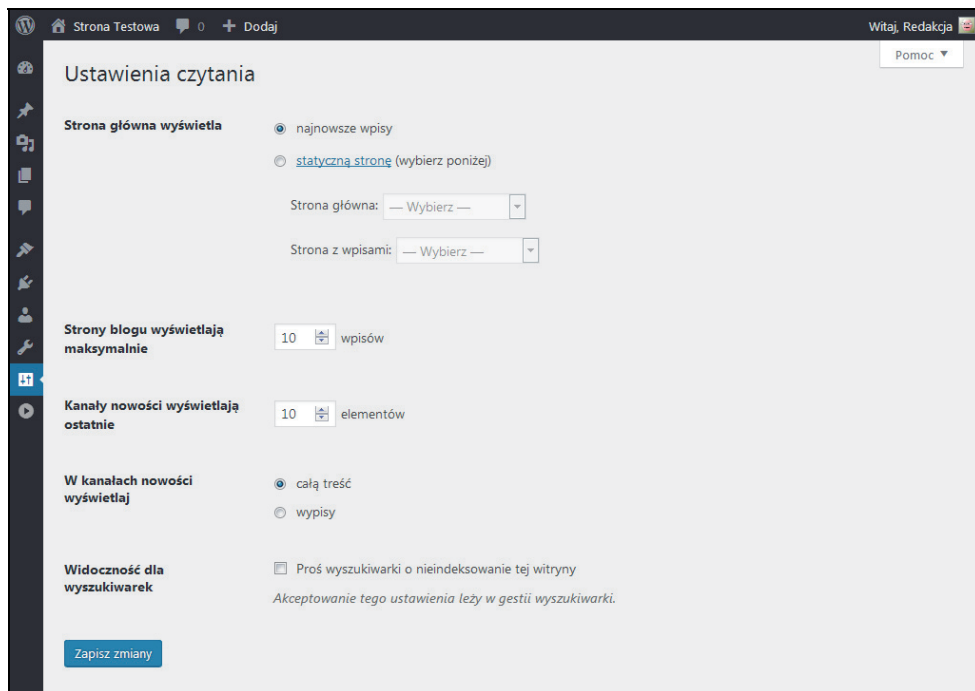 Strona Testowa 0 Dodaj Witaj, Redakcja
Pomoc
Ustawienia czytania
Strona główna wyświetla najnowsze wpisy
statyczną stronę (wybierz poniżej)
Strona główna: — Wybierz —
Strona z wpisami: — Wybierz —
Strony blogu wyświetlają
maksymalnie
10 wpisów
Kanały nowości wyświetlają
ostatnie
10 elementów
W kanałach nowości
wyświetlaj
całą treść
wypisy
Widoczność dla
wyszukiwarek
Proś wyszukiwarki o nieindeksowanie tej witryny
Akceptowanie tego ustawienia leży w gestii wyszukiwarki.
Zapisz zmiany